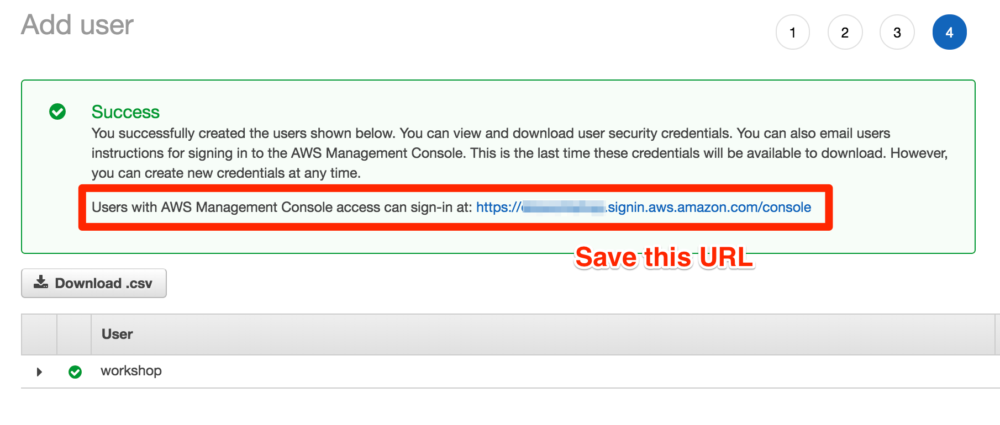 Add user
1 2 3 4
Success
You successfully created the users shown below. You can view and download user security credentials. You can also email users
instructions for signing in to the AWS Management Console. This is the last time these credentials will be available to download. However,
you can create new credentials at any time.
Users with AWS Management Console access can sign-in at: https:// .signin.aws.amazon.com/console
Save this URL
Download .csv
User
workshop